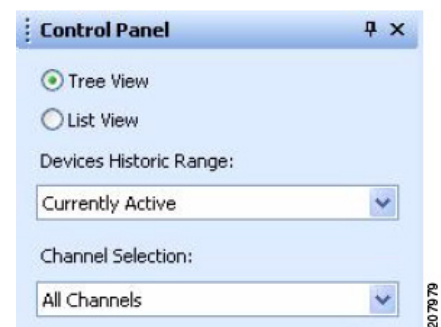 Control Panel
Tree View
List View
Devices Historic Range:
Currently Active
Channel Selection:
All Channels
207979